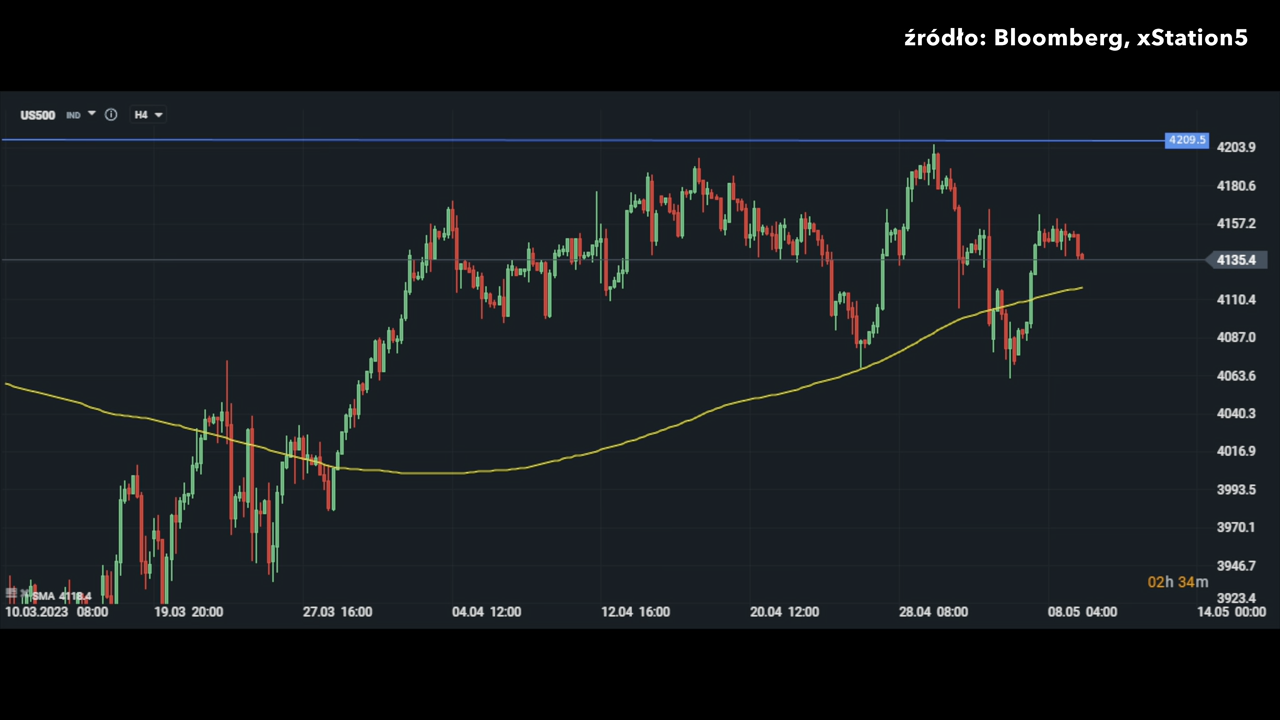 źródło: Bloomberg, xStation5
US500 IND H4
4209.5
4203.9
4180.6
4157.2
4135.4
4110.4
4087.0
4063.6
4040.3
4016.9
3993.5
3970.1
3946.7
02h 34m
SMA 4118.4
3923.4
10.03.2023 08:00 19.03 20:00 27.03 16:00 04.04 12:00 12.04 16:00 20.04 12:00 28.04 08:00 08.05 04:00 14.05 00:00